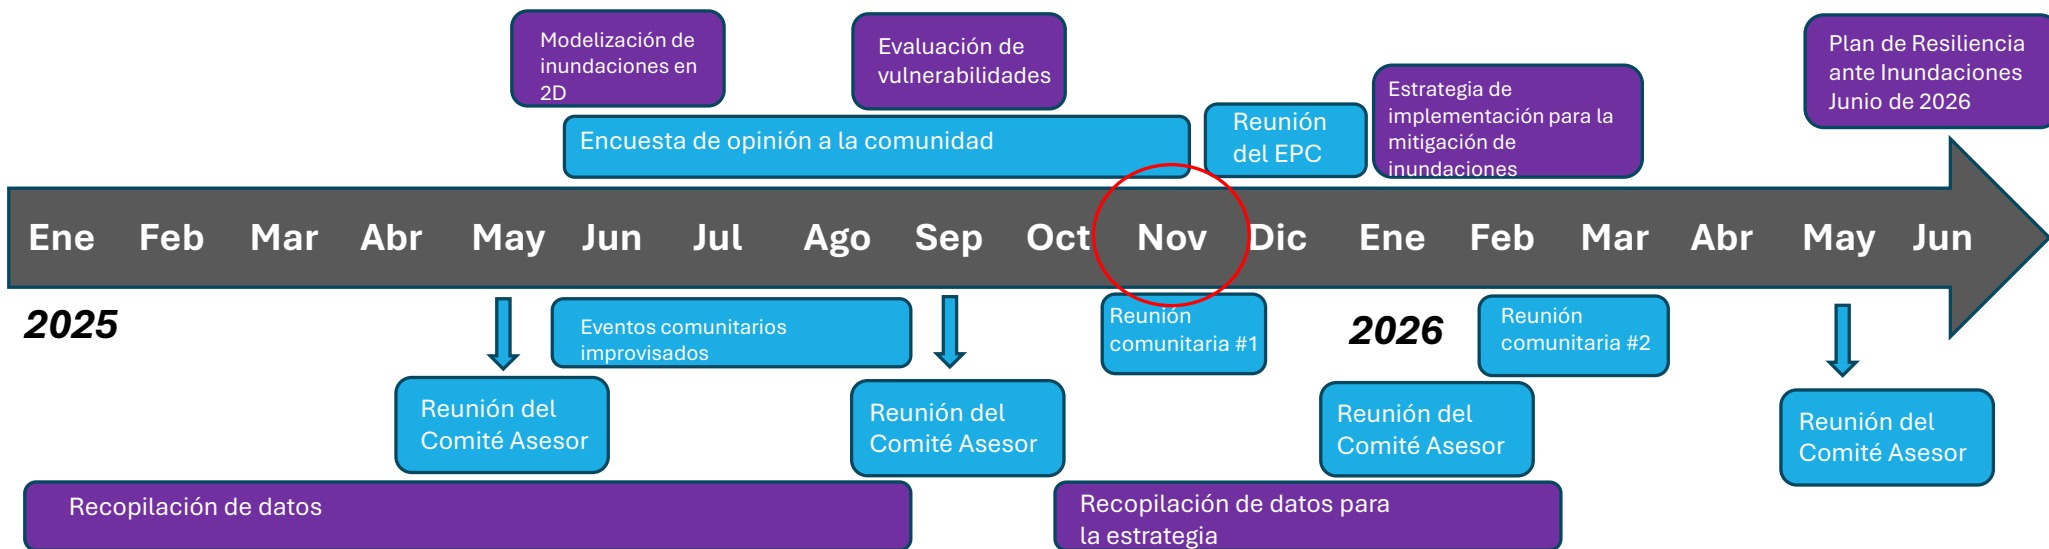 Modelización de
inundaciones en
2D
Evaluación de
vulnerabilidades
Plan de Resiliencia
ante Inundaciones
Junio de 2026
Estrategia de
implementación para la
mitigación de
inundaciones
Encuesta de opinión a la comunidad
Reunión
del EPC
Ene Feb Mar Abr May Jun Jul Ago Sep Oct Nov Dic Ene Feb Mar Abr May Jun
2025
Eventos comunitarios
improvisados
Reunión
comunitaria #1
2026
Reunión
comunitaria #2
Reunión del
Comité Asesor
Reunión del
Comité Asesor
Reunión del
Comité Asesor
Reunión del
Comité Asesor
Recopilación de datos
Recopilación de datos para
la estrategia